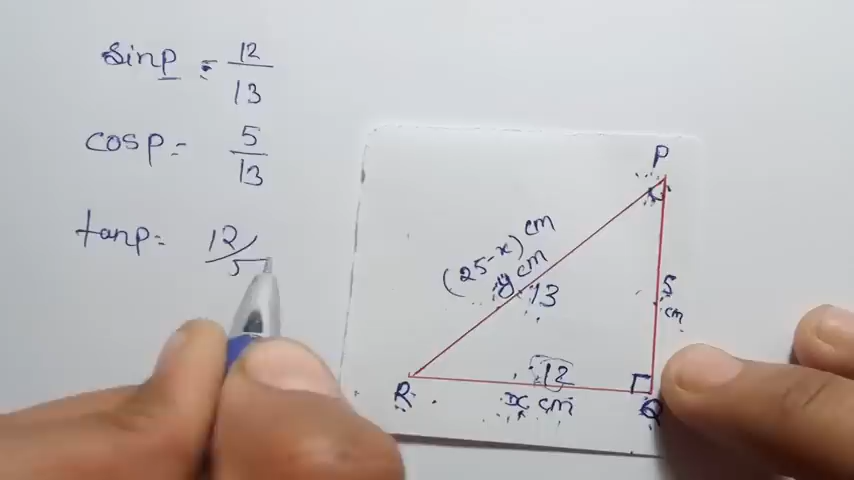 sinp = 12/13
cosp = 5/13
tanp = 12/5
P
(25-x) cm
y cm
13
5
cm
12
R
x cm
Q